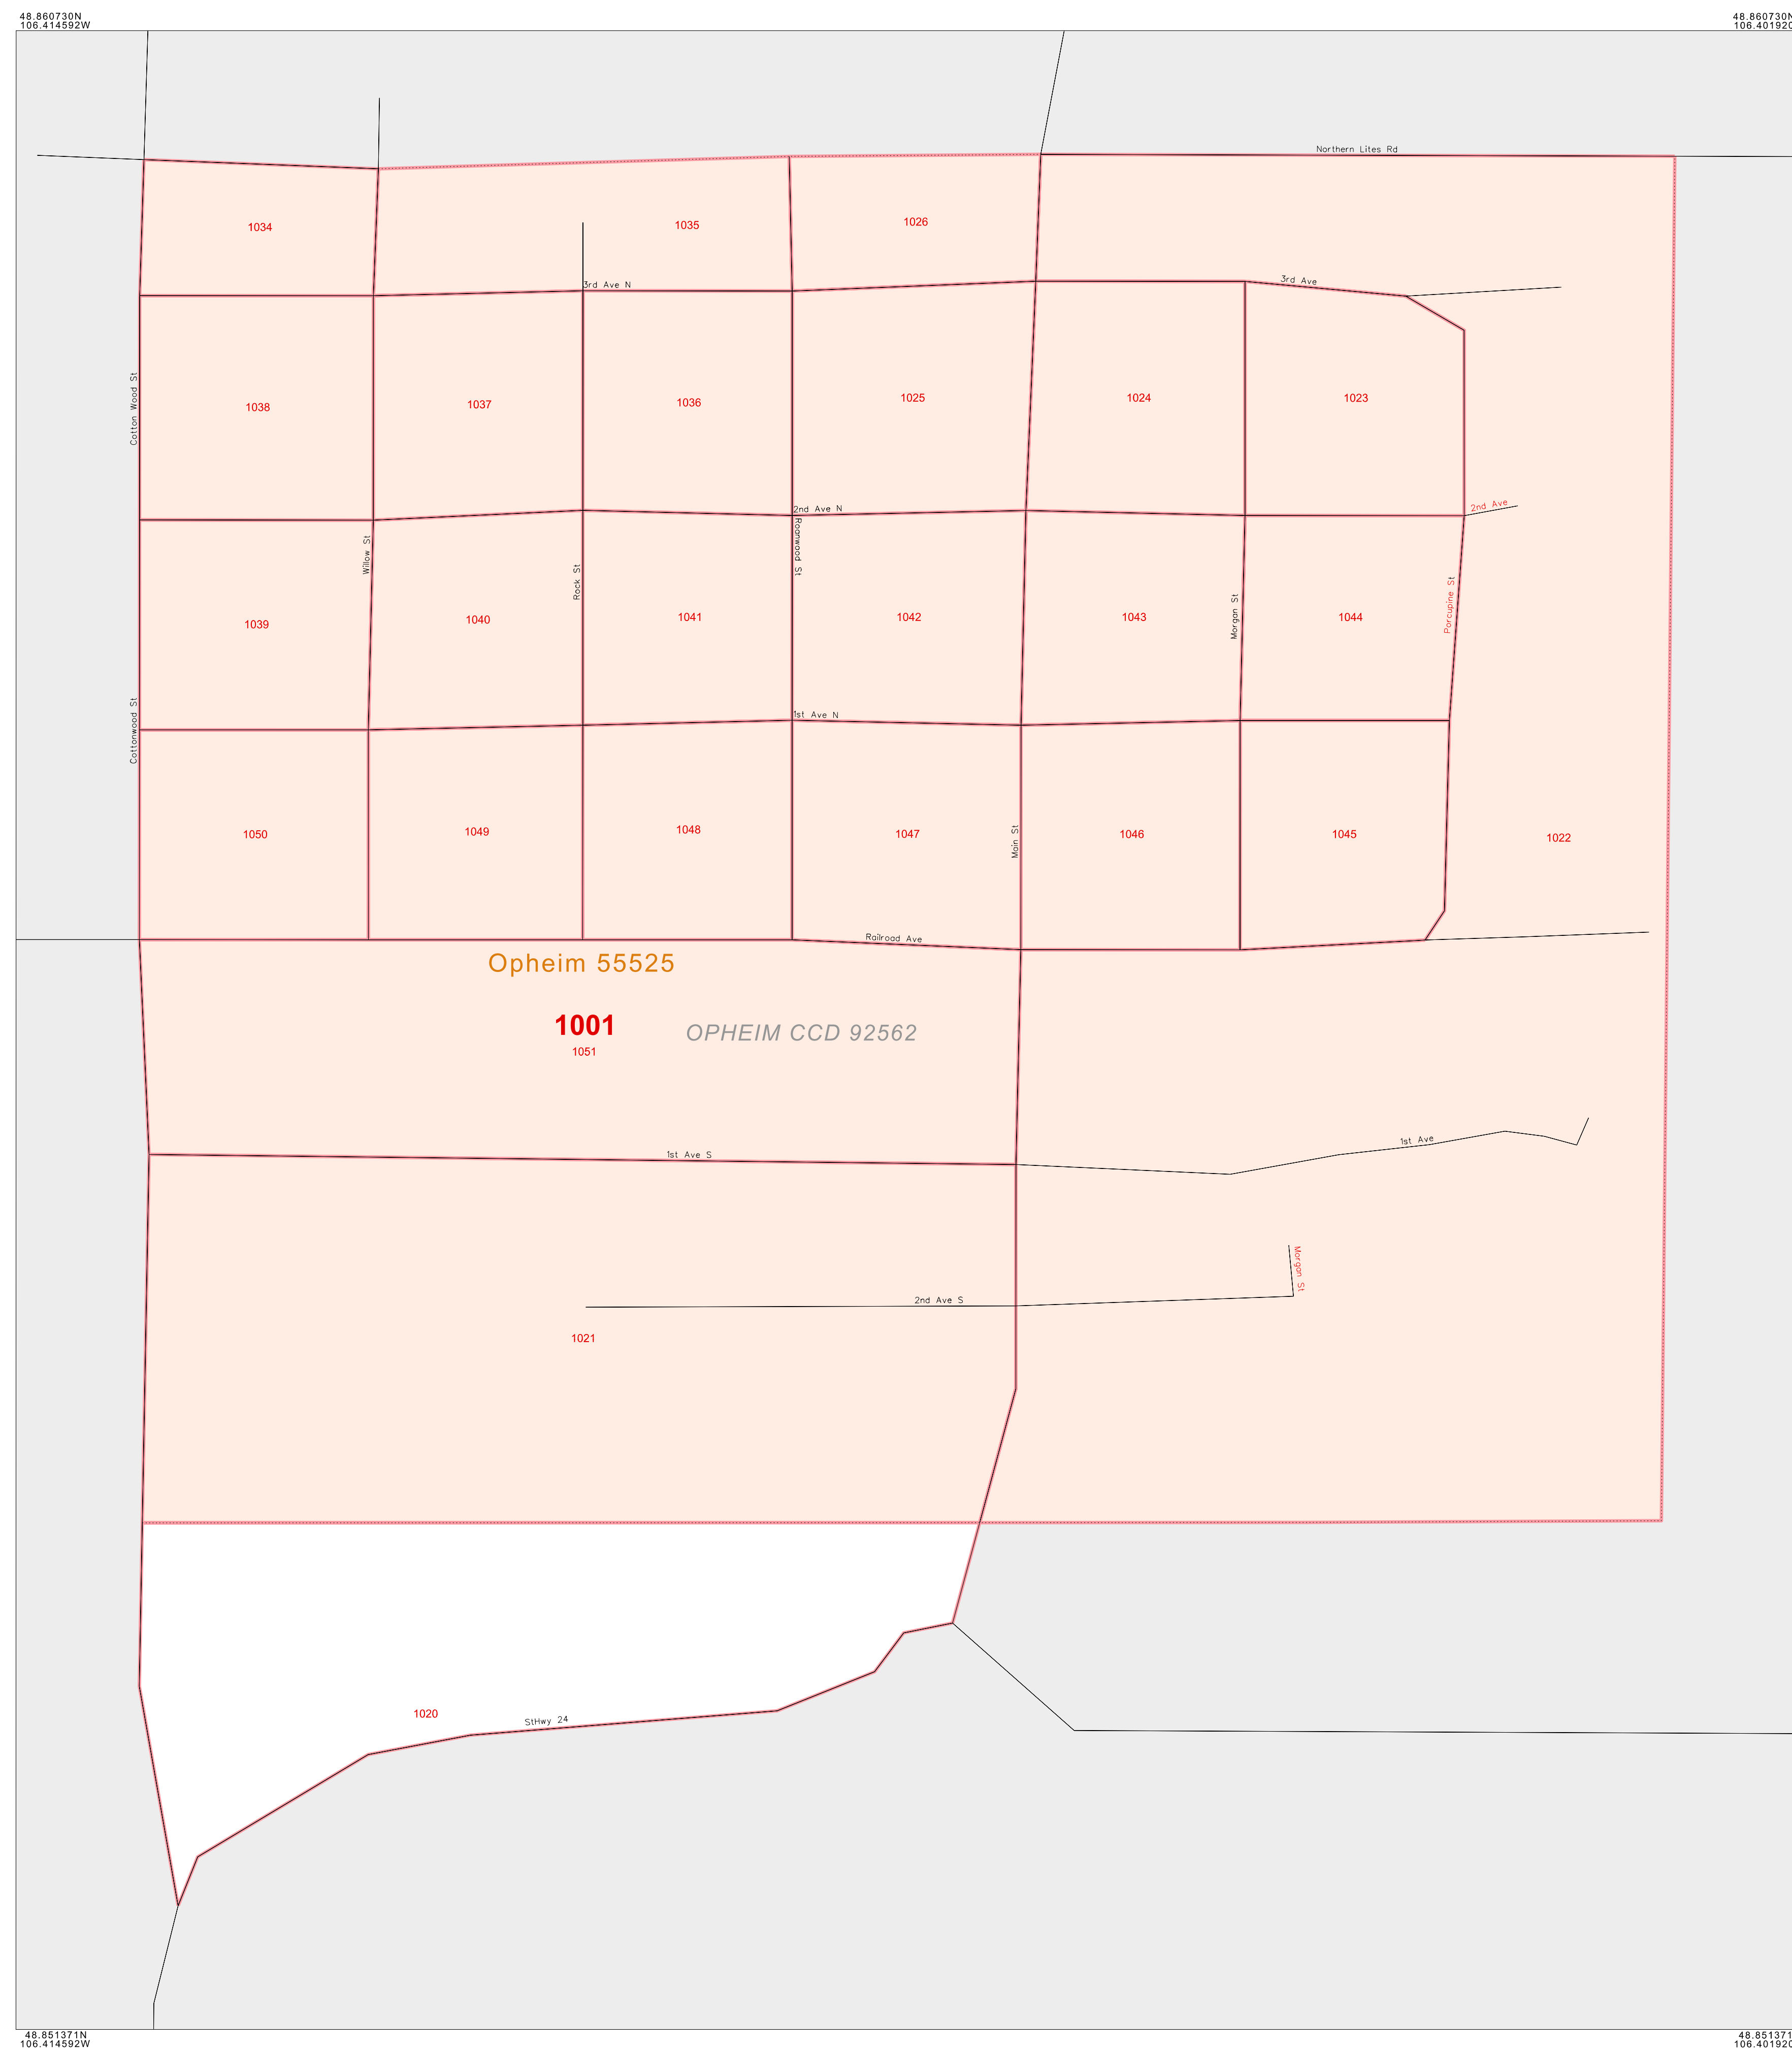 48.860730N
106.414592W
48.860730N
106.401920
Northern Lites Rd
1034
1035
1026
3rd Ave N
3rd Ave
Cotton Wood St
1038
1037
1036
1025
1024
1023
2nd Ave N
2nd Ave
Willow St
Rock St
Roanwood St
Morgan St
Porcupine St
1039
1040
1041
1042
1043
1044
Cottonwood St
1st Ave N
1050
1049
1048
1047
Main St
1046
1045
1022
Railroad Ave
Opheim 55525
1001
OPHEIM CCD 92562
1051
1st Ave S
1st Ave
Morgan St
2nd Ave S
1021
1020
StHwy 24
48.851371N
106.414592W
48.851371
106.401920